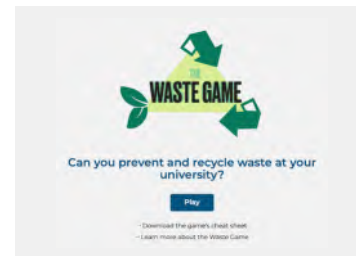 THE
WASTE GAME
Can you prevent and recycle waste at your
university?
Play
- Download the game's cheat sheet
- Learn more about the Waste Game